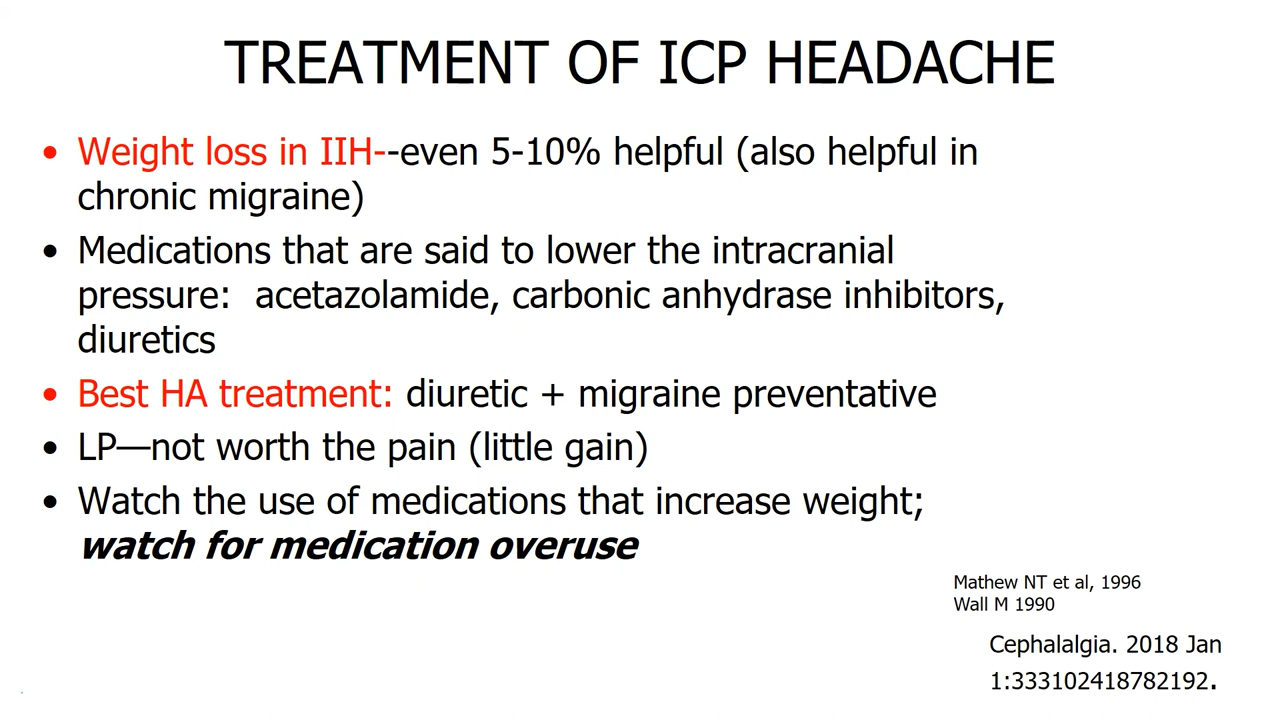 TREATMENT OF ICP HEADACHE
• Weight loss in IIH--even 5-10% helpful (also helpful in
chronic migraine)
• Medications that are said to lower the intracranial
pressure:  acetazolamide, carbonic anhydrase inhibitors,
diuretics
• Best HA treatment: diuretic + migraine preventative
• LP—not worth the pain (little gain)
• Watch the use of medications that increase weight;
watch for medication overuse
Mathew NT et al, 1996
Wall M 1990
Cephalalgia. 2018 Jan
1:333102418782192.